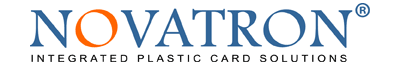 NOVATRON®
INTEGRATED PLASTIC CARD SOLUTIONS